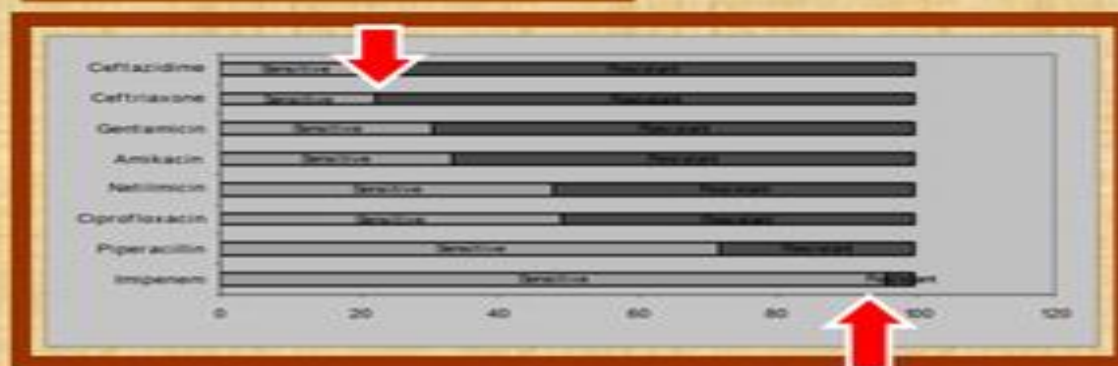 Ceftazidime Sensitive Resistant
Ceftriaxone Sensitive Resistant
Gentamicin Sensitive Resistant
Amikacin Sensitive Resistant
Netilimicin Sensitive Resistant
Ciprofloxacin Sensitive Resistant
Piperacillin Sensitive Resistant
Imipenem Sensitive
0 20 40 60 80 100 120